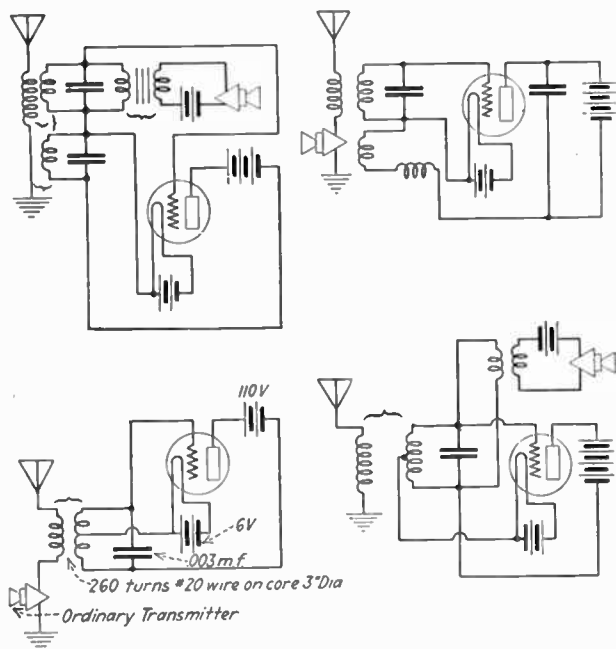 110V
6V
.003 m.f.
260 turns #20 wire on core 3"Dia
Ordinary Transmitter